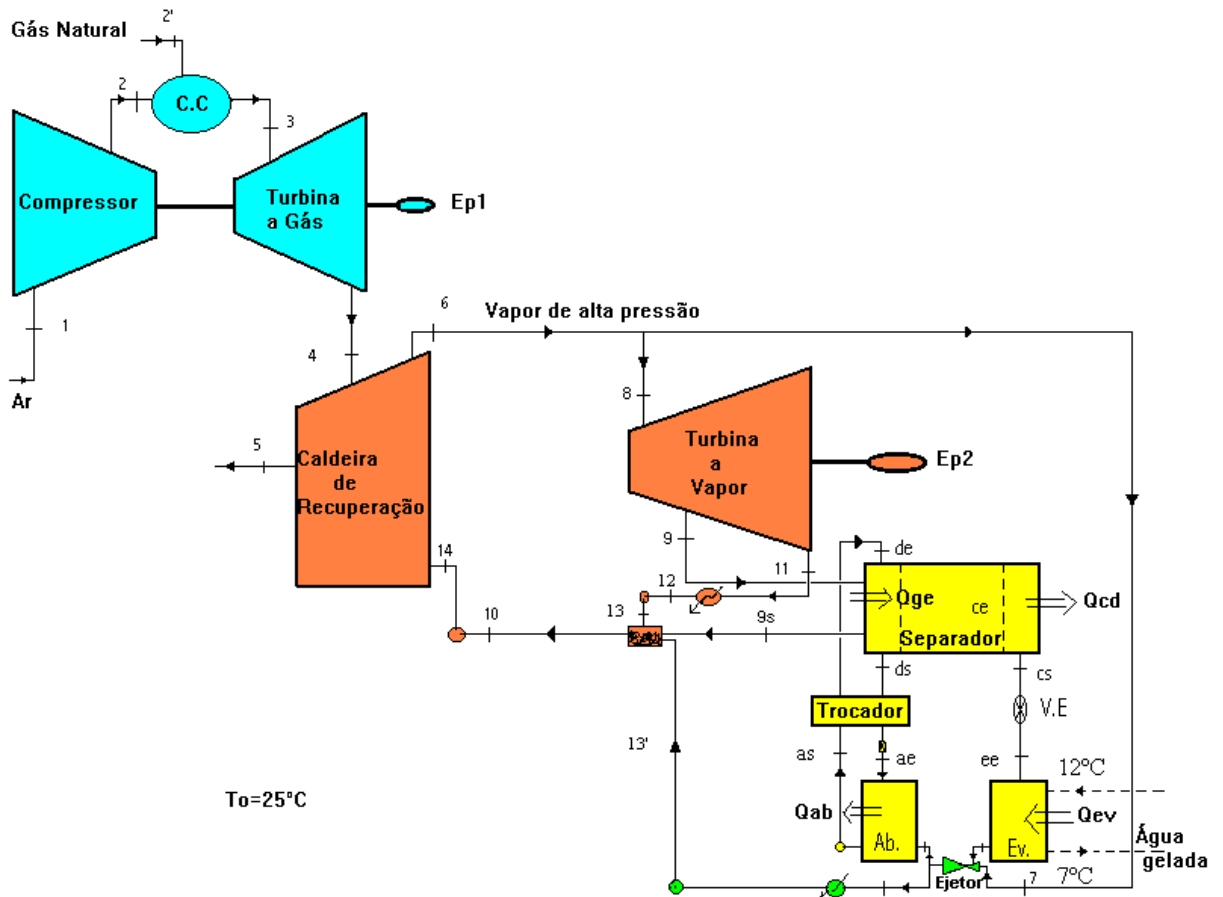 2'
Gás Natural
2
C.C
3
Compressor
Turbina
a Gás
Ep1
1
Ar
4
6
Vapor de alta pressão
5
Caldeira
de
Recuperação
14
8
Turbina
a
Vapor
Ep2
9
11
de
12
13
10
9s
Qge
ce
Separador
Qcd
ds
cs
Trocador
V.E
as
ae
ee
13'
To=25°C
12ºC
Qab
Qev
Ab.
Ev.
Água
gelada
Ejetor
7
7ºC